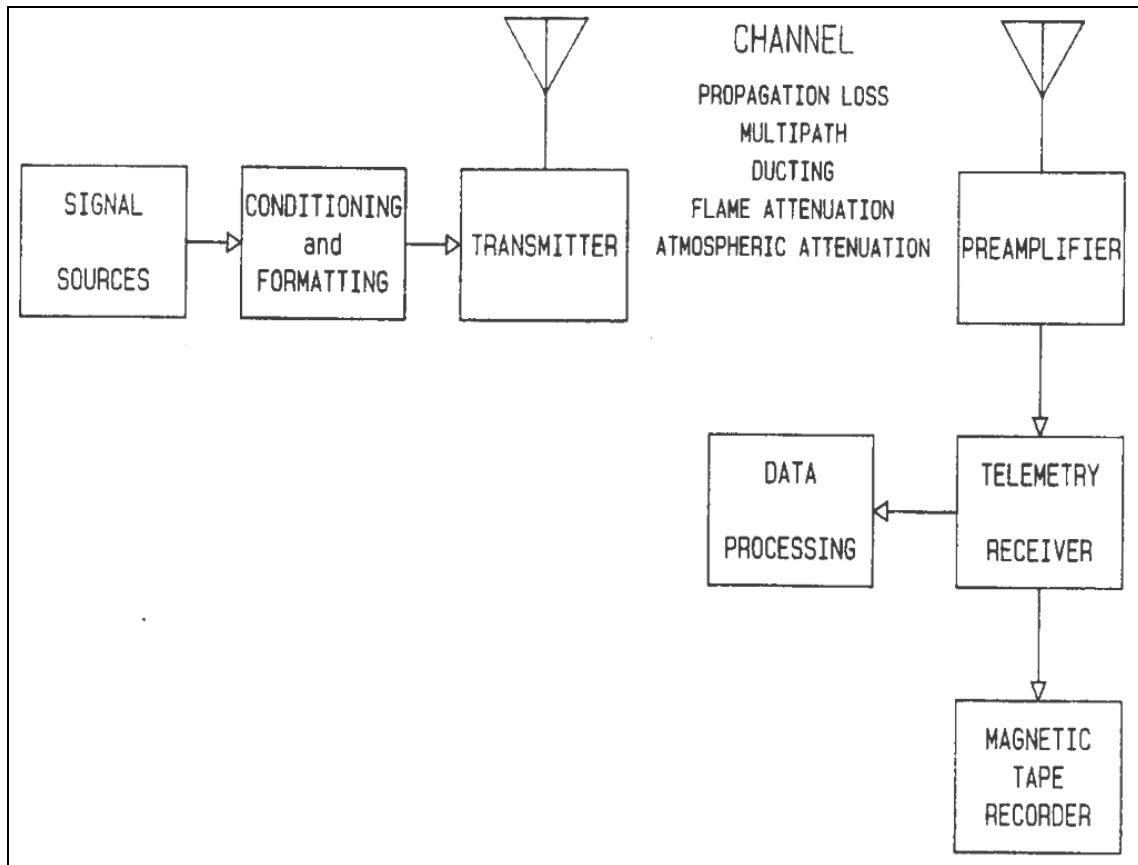 CHANNEL
PROPAGATION LOSS
MULTIPATH
DUCTING
FLAME ATTENUATION
ATMOSPHERIC ATTENUATION
SIGNAL
SOURCES
CONDITIONING
and
FORMATTING
TRANSMITTER
PREAMPLIFIER
DATA
PROCESSING
TELEMETRY
RECEIVER
MAGNETIC
TAPE
RECORDER